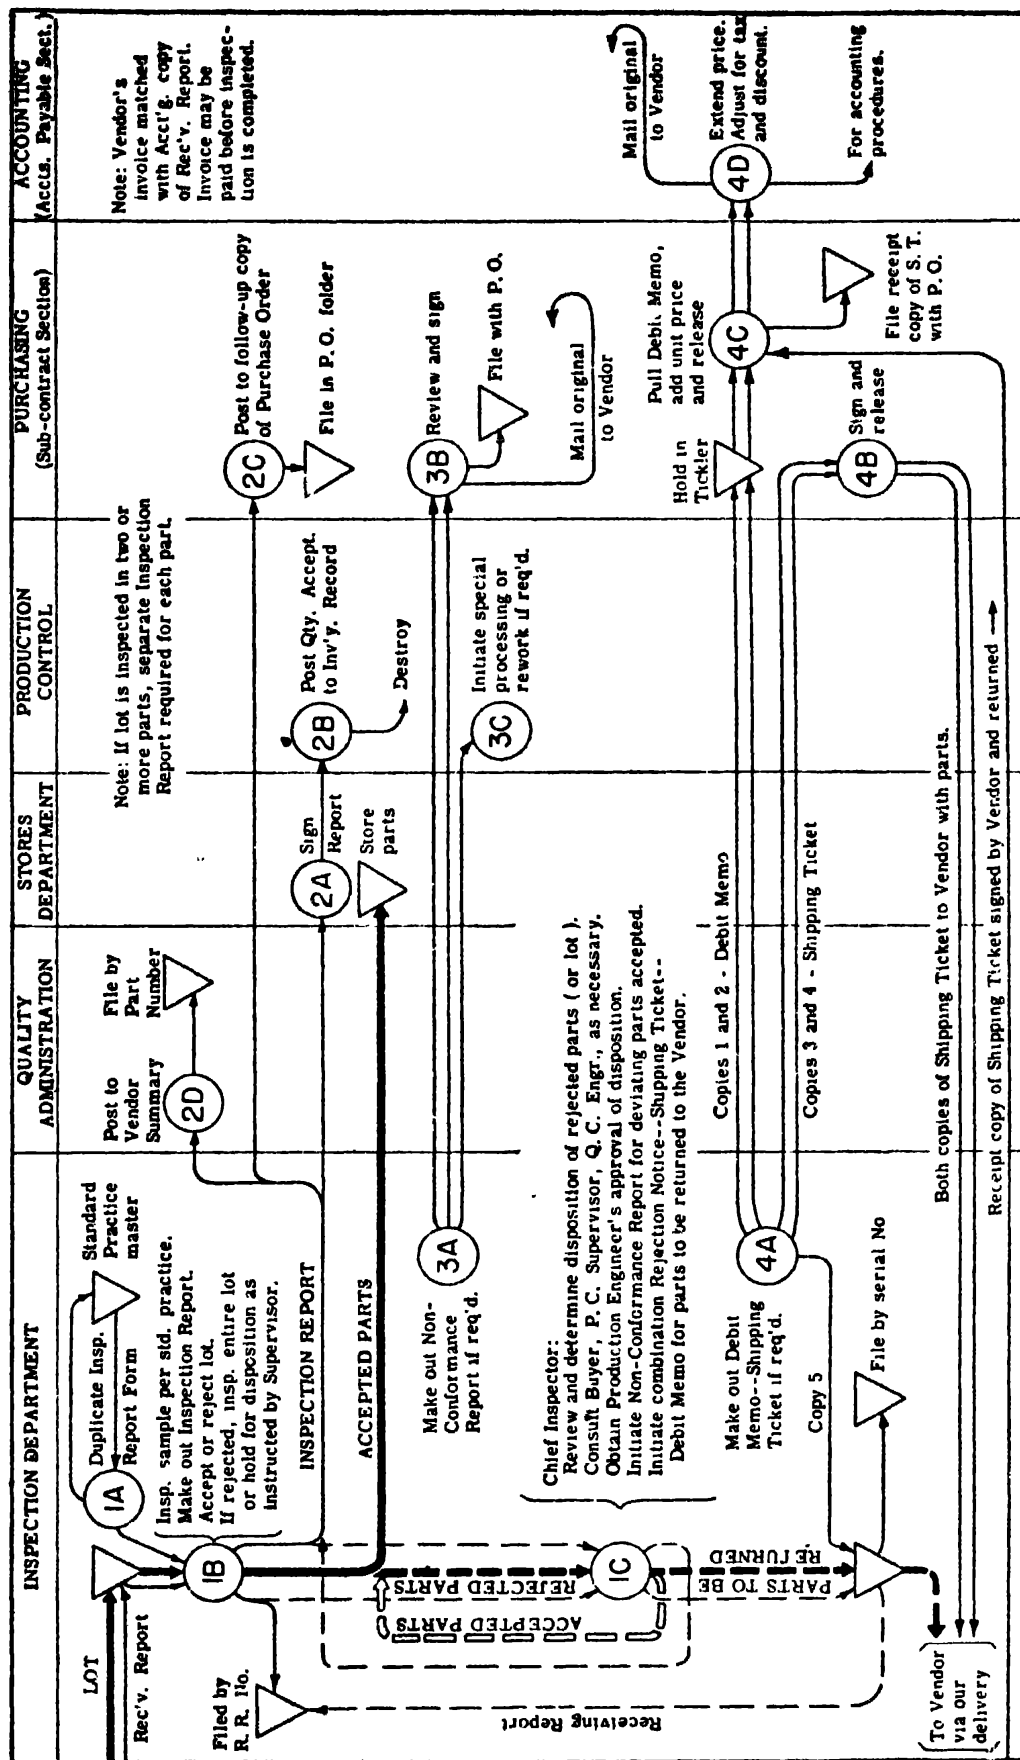 INSPECTION DEPARTMENT
QUALITY
ADMINISTRATION
STORES
DEPARTMENT
PRODUCTION
CONTROL
PURCHASING
(Sub-contract Section)
ACCOUNTING
(Accts. Payable Sect.)
LOT
Rec'v. Report
1A
Duplicate Insp.
Report Form
Standard
Practice
master
Post to
Vendor
Summary
2D
File by
Part
Number
Note: If lot is inspected in two or
more parts, separate Inspection
Report required for each part.
2C
Post to follow-up copy
of Purchase Order
File in P.O. folder
Note: Vendor's
invoice matched
with Acct'g. copy
of Rec'v. Report.
Invoice may be
paid before inspec-
tion is completed.
1B
Insp. sample per std. practice.
Make out Inspection Report.
Accept or reject lot.
If rejected, insp. entire lot
or hold for disposition as
instructed by Supervisor.
INSPECTION REPORT
2A
Sign
Report
2B
Post Qty. Accept.
to Inv'y. Record
Destroy
Filed by
R. R. No.
ACCEPTED PARTS
Store
parts
REJECTED PARTS
ACCEPTED PARTS
Make out Non-
Conformance
Report if req'd.
3A
3B
Review and sign
File with P.O.
Mail original
to Vendor
3C
Initiate special
processing or
rework if req'd.
1C
Chief Inspector:
Review and determine disposition of rejected parts ( or lot ).
Consult Buyer, P. C. Supervisor, Q. C. Engr., as necessary.
Obtain Production Engineer's approval of disposition.
Initiate Non-Conformance Report for deviating parts accepted.
Initiate combination Rejection Notice--Shipping Ticket--
Debit Memo for parts to be returned to the Vendor.
PARTS TO BE
RETURNED
Receiving Report
Make out Debit
Memo--Shipping
Ticket if req'd.
4A
Copy 5
Copies 1 and 2 - Debit Memo
Copies 3 and 4 - Shipping Ticket
Hold in
Tickler
Pull Debit Memo,
add unit price
and release
4C
4B
Sign and
release
File receipt
copy of S. T.
with P.O.
4D
Extend price.
Adjust for tax
and discount.
Mail original
to Vendor
For accounting
procedures.
File by serial No
To Vendor
via our
delivery
Both copies of Shipping Ticket to Vendor with parts.
Receipt copy of Shipping Ticket signed by Vendor and returned